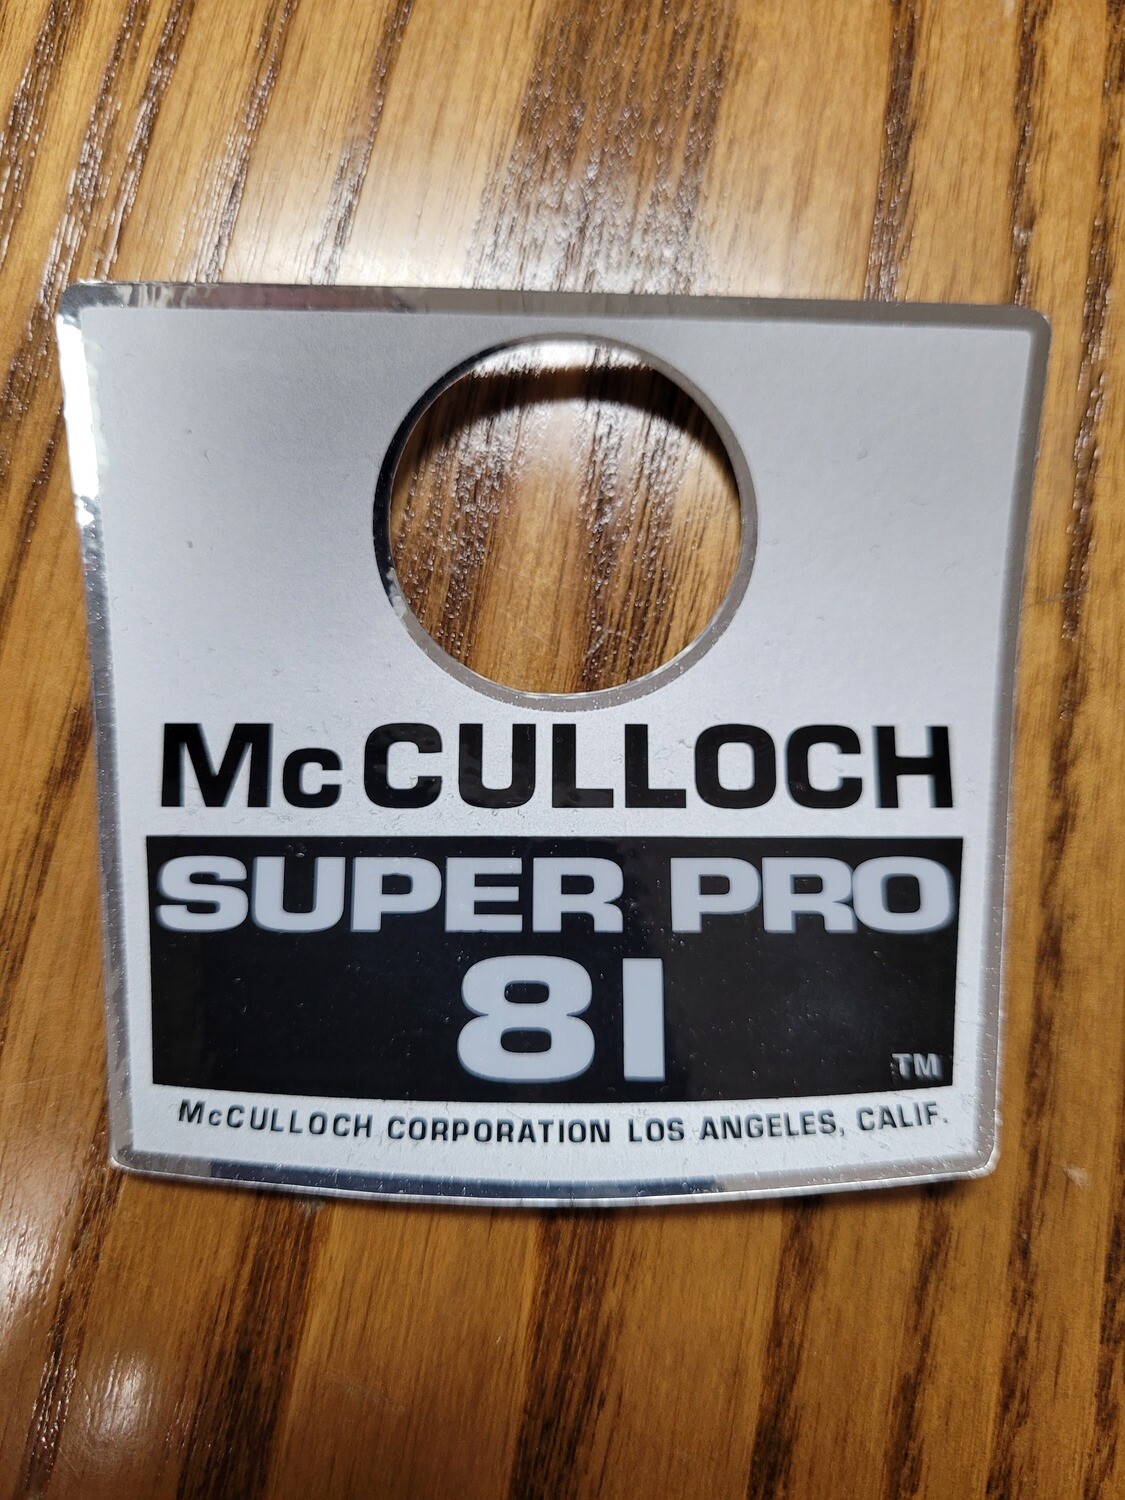 McCULLOCH
SUPER PRO
81
TM
McCULLOCH CORPORATION LOS ANGELES, CALIF.